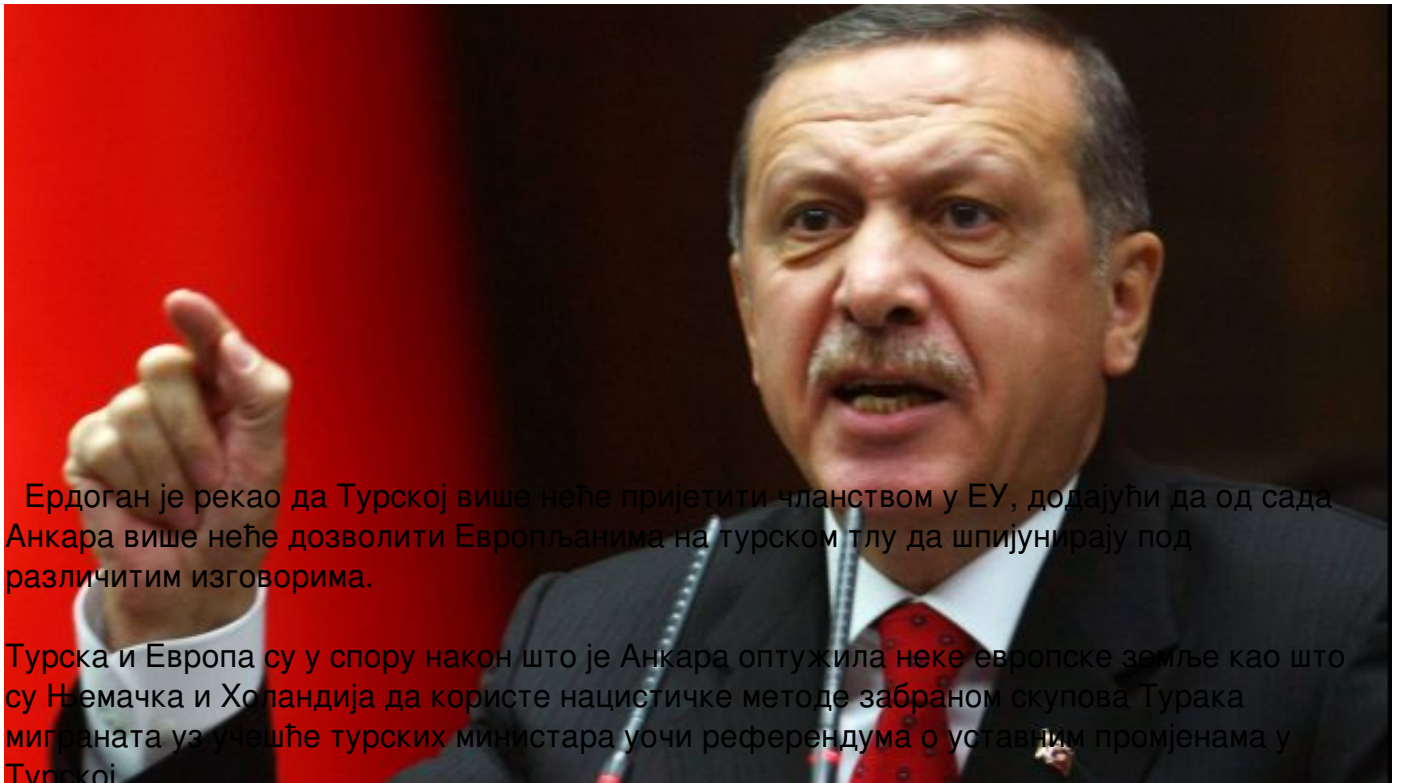 Ердоган је рекао да Турској више неће пријетити чланством у ЕУ, додајући да од сада
Анкара више неће дозволити Европљанима на турском тлу да шпијунирају под
различитим изговорима.
Турска и Европа су у спору након што је Анкара оптужила неке европске земље као што
су Њемачка и Холандија да користе нацистичке методе забраном скупова Турака
миграната уз учешће турских министара уочи референдума о уставним промјенама у
Турској